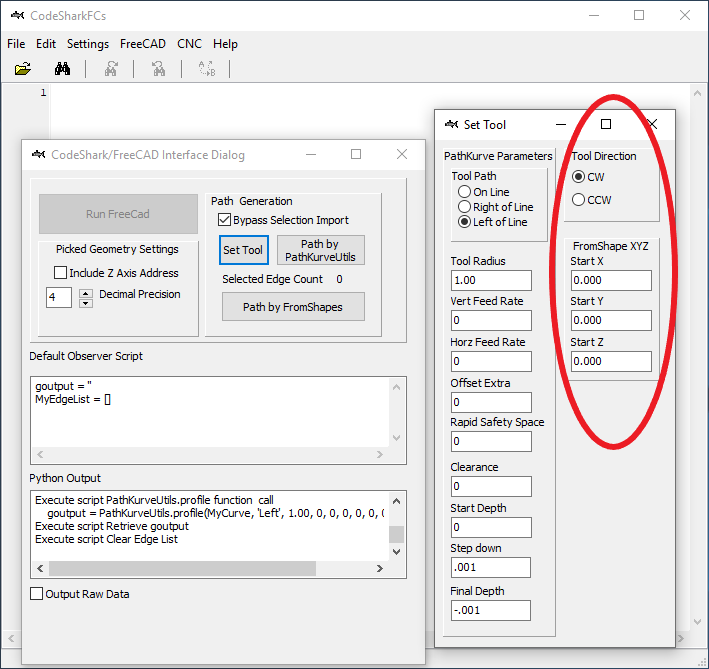 CodeSharkFCs
File Edit Settings FreeCAD CNC Help
A B
1
CodeShark/FreeCAD Interface Dialog
Run FreeCad
Picked Geometry Settings
Include Z Axis Address
4 Decimal Precision
Path Generation
Bypass Selection Import
Set Tool
Path by
PathKurveUtils
Selected Edge Count 0
Path by FromShapes
Default Observer Script
goutput = ''
MyEdgeList = []
Python Output
Execute script PathKurveUtils.profile function call
goutput = PathKurveUtils.profile(MyCurve, 'Left', 1.00, 0, 0, 0, 0, 0, 0
Execute script Retrieve goutput
Execute script Clear Edge List
Output Raw Data
Set Tool
PathKurve Parameters
Tool Path
On Line
Right of Line
Left of Line
Tool Radius
1.00
Vert Feed Rate
0
Horz Feed Rate
0
Offset Extra
0
Rapid Safety Space
0
Clearance
0
Start Depth
0
Step down
.001
Final Depth
-.001
Tool Direction
CW
CCW
FromShape XYZ
Start X
0.000
Start Y
0.000
Start Z
0.000